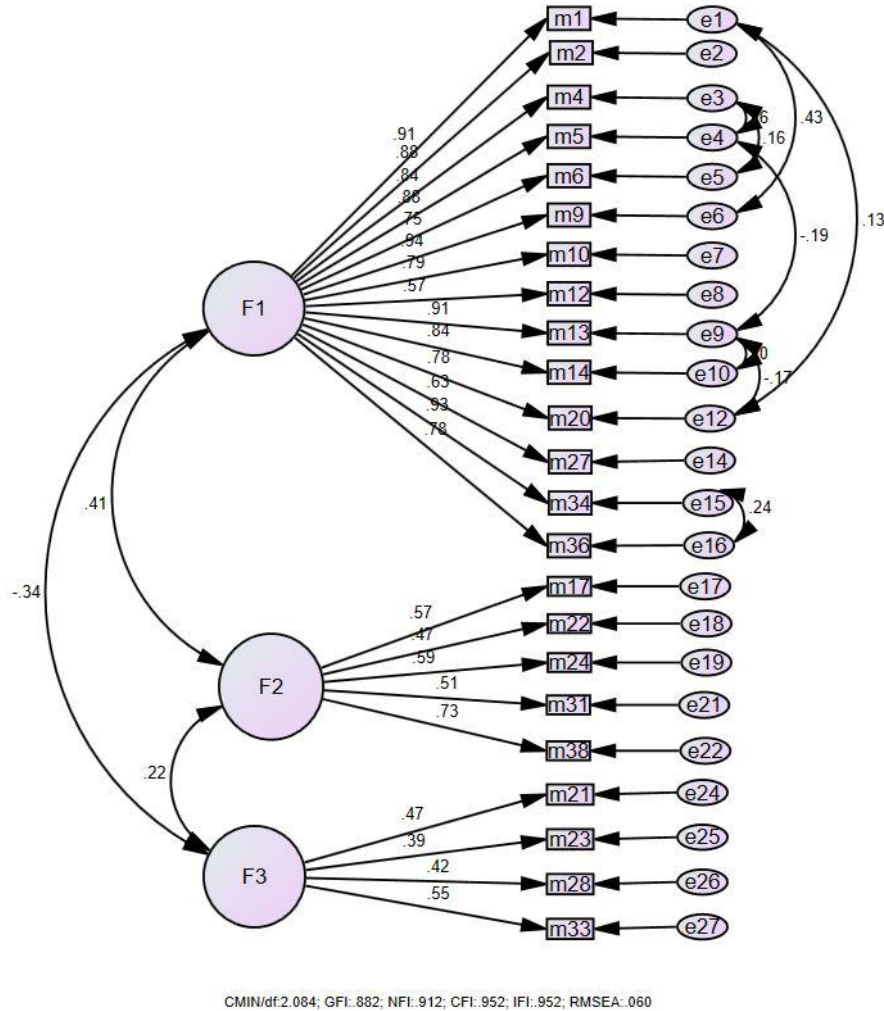 m1 e1
m2 e2
m4 e3
m5 e4
m6 e5
m9 e6
m10 e7
m12 e8
m13 e9
m14 e10
m20 e12
m27 e14
m34 e15
m36 e16
m17 e17
m22 e18
m24 e19
m31 e21
m38 e22
m21 e24
m23 e25
m28 e26
m33 e27
F1
F2
F3
.91
.88
.84
.75
.94
.79
.57
.91
.84
.78
.63
.93
.78
.57
.47
.59
.51
.73
.47
.39
.42
.55
.41
-.34
.22
.43
.16
-.19
.13
-.17
.24
CMIN/df:2.084; GFI:.882; NFI:.912; CFI:.952; IFI:.952; RMSEA:.060